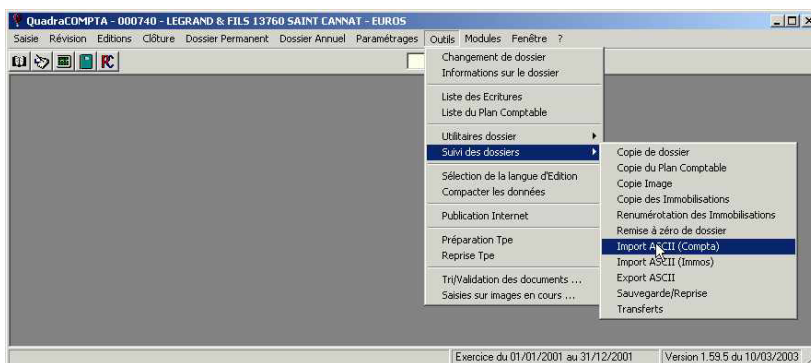 QuadraCOMPTA - 000740 - LEGRAND & FILS 13760 SAINT CANNAT - EUROS
Saisie Révision Editions Clôture Dossier Permanent Dossier Annuel Paramétrages Outils Modules Fenêtre ?
Changement de dossier
Informations sur le dossier
Liste des Ecritures
Liste du Plan Comptable
Utilitaires dossier
Suivi des dossiers
Sélection de la langue d'Edition
Compacter les données
Publication Internet
Préparation Tpe
Reprise Tpe
Tri/Validation des documents ...
Saisies sur images en cours ...
Copie de dossier
Copie du Plan Comptable
Copie Image
Copie des Immobilisations
Renumérotation des Immobilisations
Remise à zéro de dossier
Import ASCII (Compta)
Import ASCII (Immos)
Export ASCII
Sauvegarde/Reprise
Transferts
Exercice du 01/01/2001 au 31/12/2001 Version 1.59.5 du 10/03/2003